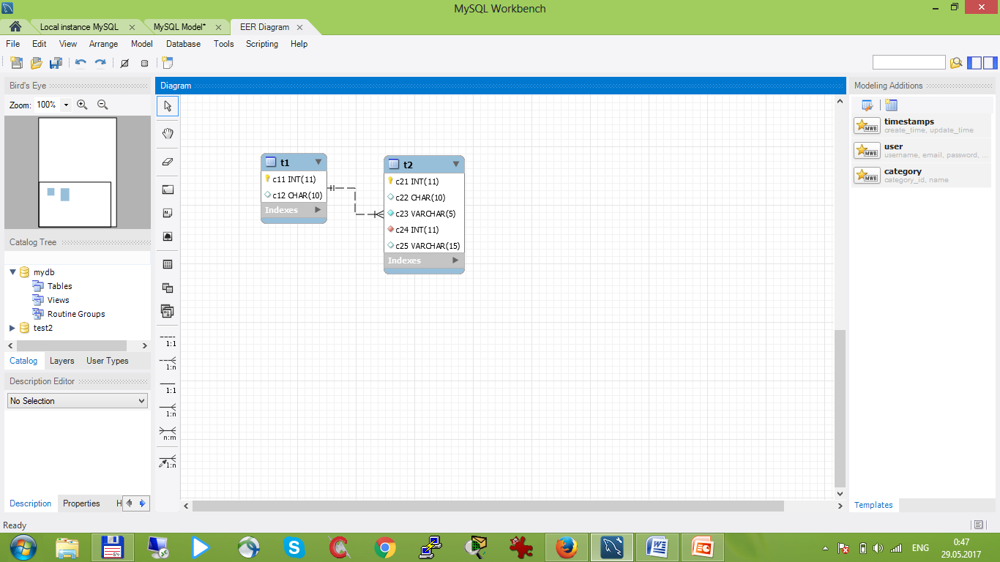 MySQL Workbench
Local instance MySQL
MySQL Model*
EER Diagram
File Edit View Arrange Model Database Tools Scripting Help
Bird's Eye
Zoom: 100%
Catalog Tree
mydb
Tables
Views
Routine Groups
test2
Catalog Layers User Types
Description Editor
No Selection
Description Properties H
Ready
Diagram
1:1
1:n
1:1
1:n
n:m
1:n
t1
c11 INT(11)
c12 CHAR(10)
Indexes
t2
c21 INT(11)
c22 CHAR(10)
c23 VARCHAR(5)
c24 INT(11)
c25 VARCHAR(15)
Indexes
Modeling Additions
MWB
timestamps
create_time, update_time
MWB
user
username, email, password, ...
MWB
category
category_id, name
Templates
64
ENG
0:47
29.05.2017